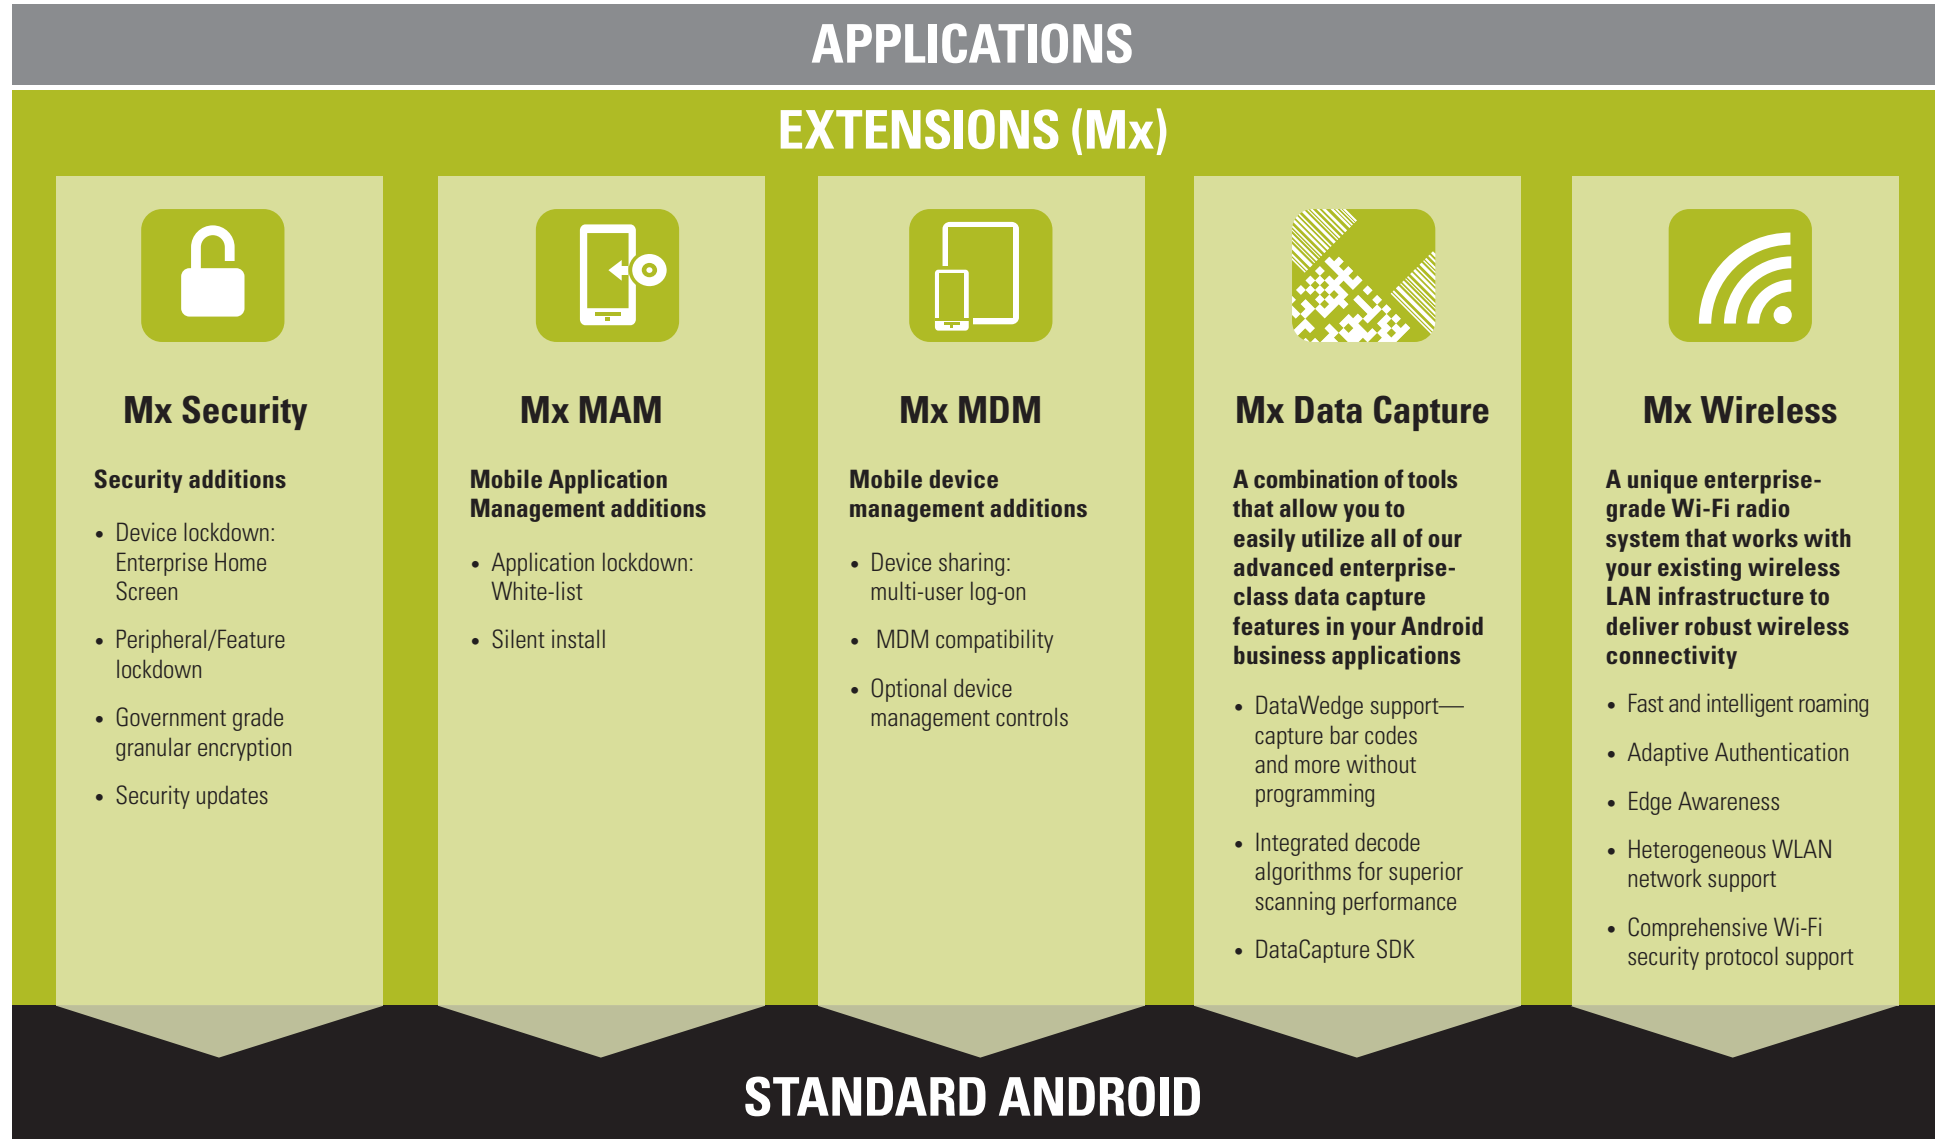 APPLICATIONS
EXTENSIONS (Mx)
Mx Security
Security additions
• Device lockdown:
Enterprise Home
Screen
• Peripheral/Feature
lockdown
• Government grade
granular encryption
• Security updates
Mx MAM
Mobile Application
Management additions
• Application lockdown:
White-list
• Silent install
Mx MDM
Mobile device
management additions
• Device sharing:
multi-user log-on
• MDM compatibility
• Optional device
management controls
Mx Data Capture
A combination of tools
that allow you to
easily utilize all of our
advanced enterprise-
class data capture
features in your Android
business applications
• DataWedge support—
capture bar codes
and more without
programming
• Integrated decode
algorithms for superior
scanning performance
• DataCapture SDK
Mx Wireless
A unique enterprise-
grade Wi-Fi radio
system that works with
your existing wireless
LAN infrastructure to
deliver robust wireless
connectivity
• Fast and intelligent roaming
• Adaptive Authentication
• Edge Awareness
• Heterogeneous WLAN
network support
• Comprehensive Wi-Fi
security protocol support
STANDARD ANDROID